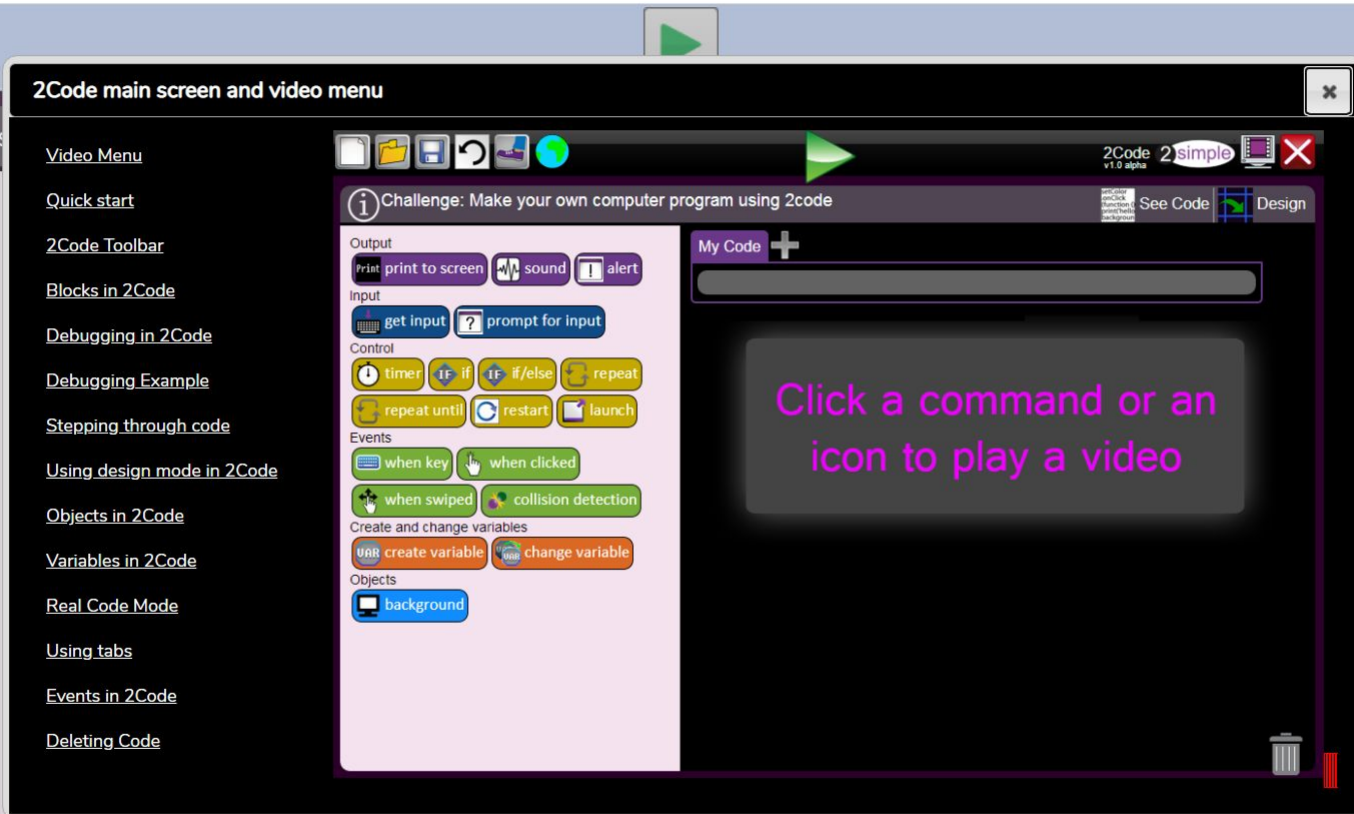 2Code main screen and video menu
Video Menu
Quick start
2Code Toolbar
Blocks in 2Code
Debugging in 2Code
Debugging Example
Stepping through code
Using design mode in 2Code
Objects in 2Code
Variables in 2Code
Real Code Mode
Using tabs
Events in 2Code
Deleting Code
2Code 2simple
v1.0 alpha
Challenge: Make your own computer program using 2code
See Code Design
Output
Print print to screen sound ! alert
Input
get input ? prompt for input
Control
timer IF if IF if/else repeat
repeat until restart launch
Events
when key when clicked
when swiped collision detection
Create and change variables
VAR create variable VAR change variable
Objects
background
My Code
Click a command or an
icon to play a video